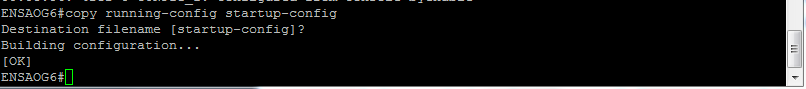 ENSAOG6#copy running-config startup-config
Destination filename [startup-config]?
Building configuration...
[OK]
ENSAOG6#